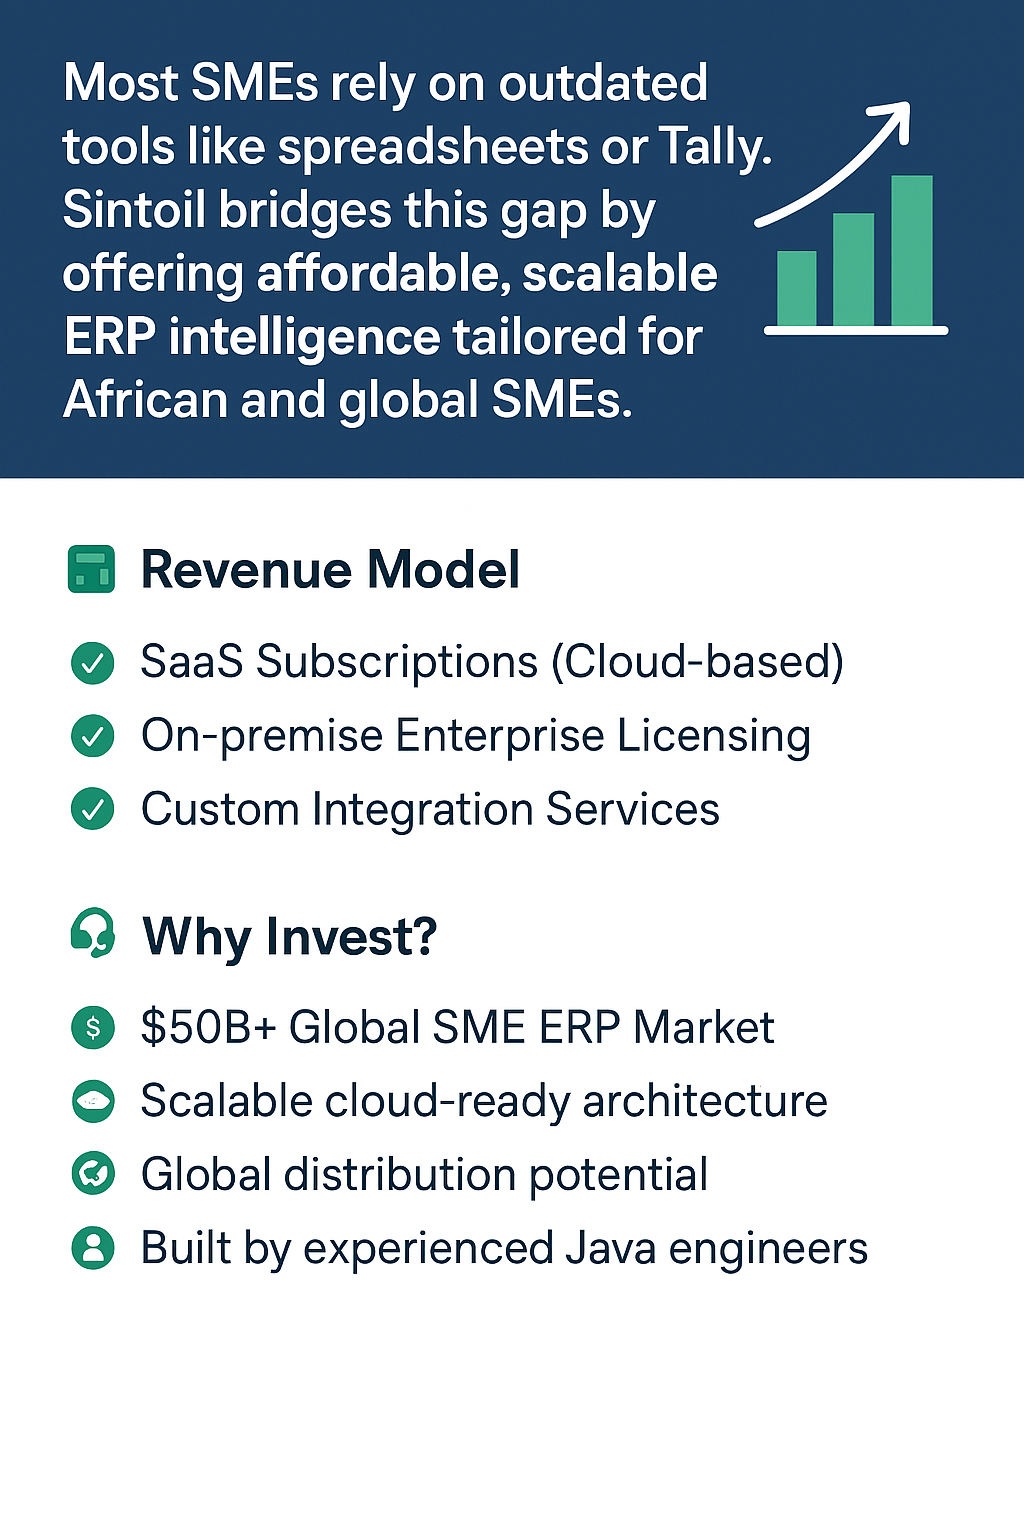 Most SMEs rely on outdated
tools like spreadsheets or Tally.
Sintoil bridges this gap by
offering affordable, scalable
ERP intelligence tailored for
African and global SMEs.
Revenue Model
SaaS Subscriptions (Cloud-based)
On-premise Enterprise Licensing
Custom Integration Services
Why Invest?
$
$50B+ Global SME ERP Market
Scalable cloud-ready architecture
Global distribution potential
Built by experienced Java engineers